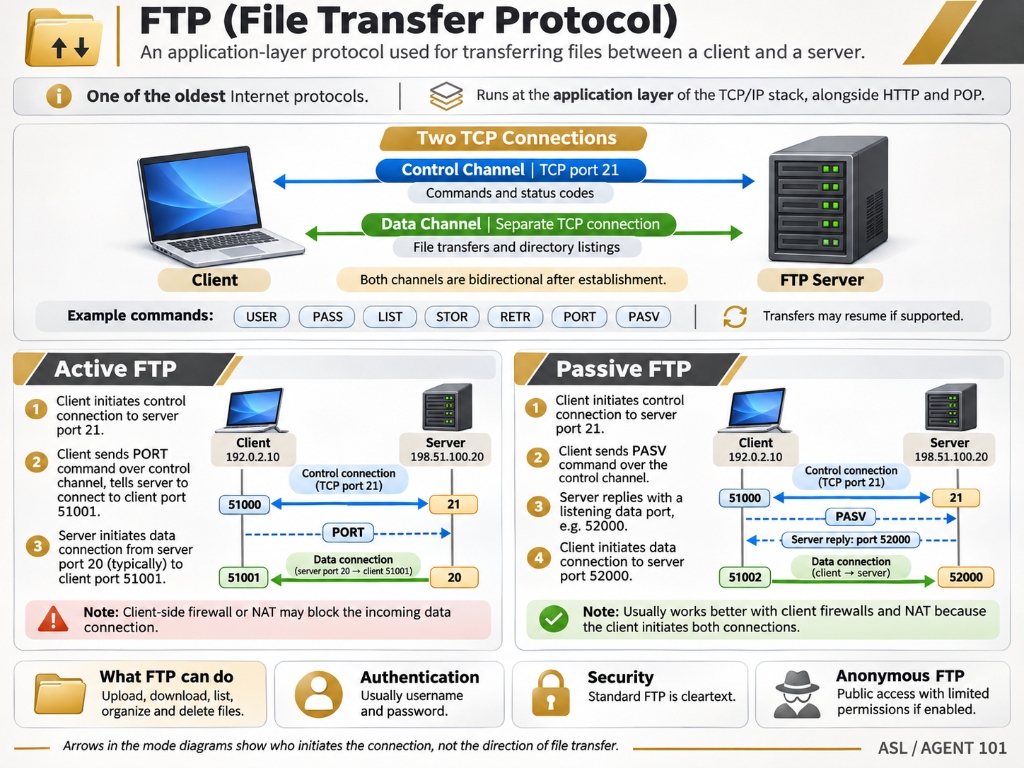 FTP (File Transfer Protocol)
An application-layer protocol used for transferring files between a client and a server.
One of the oldest Internet protocols.
Runs at the application layer of the TCP/IP stack, alongside HTTP and POP.
Two TCP Connections
Control Channel | TCP port 21
Commands and status codes
Data Channel | Separate TCP connection
File transfers and directory listings
Client
Both channels are bidirectional after establishment.
FTP Server
Example commands:
USER
PASS
LIST
STOR
RETR
PORT
PASV
Transfers may resume if supported.
Active FTP
1
Client initiates control
connection to server
port 21.
2
Client sends PORT
command over control
channel, tells server to
connect to client port
51001.
3
Server initiates data
connection from server
port 20 (typically) to
client port 51001.
Client
192.0.2.10
Server
198.51.100.20
Control connection
(TCP port 21)
51000
21
PORT
Data connection
(server port 20 → client 51001)
51001
20
Note: Client-side firewall or NAT may block the incoming data
connection.
Passive FTP
1
Client initiates control
connection to server
port 21.
2
Client sends PASV
command over the
control channel.
3
Server replies with a
listening data port,
e.g. 52000.
4
Client initiates data
connection to server
port 52000.
Client
192.0.2.10
Server
198.51.100.20
Control connection
(TCP port 21)
51000
21
PASV
Server reply: port 52000
Data connection
(client → server)
51002
52000
Note: Usually works better with client firewalls and NAT because
the client initiates both connections.
What FTP can do
Upload, download, list,
organize and delete files.
Authentication
Usually username
and password.
Security
Standard FTP is cleartext.
Anonymous FTP
Public access with limited
permissions if enabled.
Arrows in the mode diagrams show who initiates the connection, not the direction of file transfer.
ASL / AGENT 101